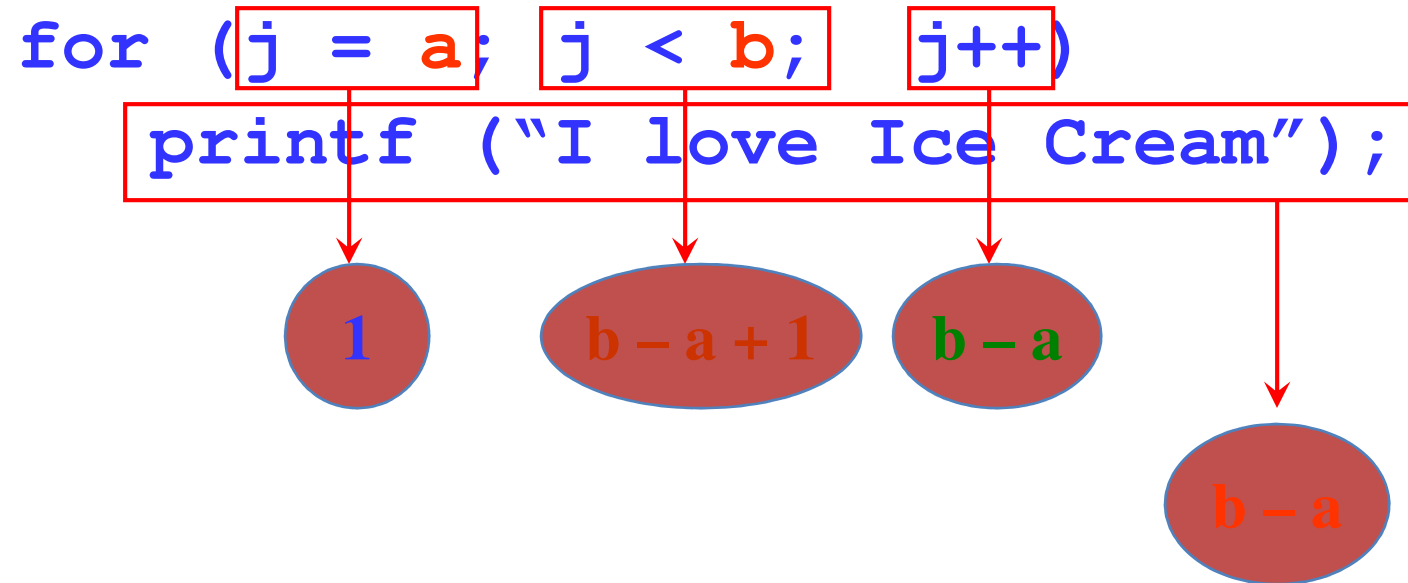 for (j = a; j < b; j++)
printf (“I love Ice Cream”);
1 b – a + 1 b – a
b – a